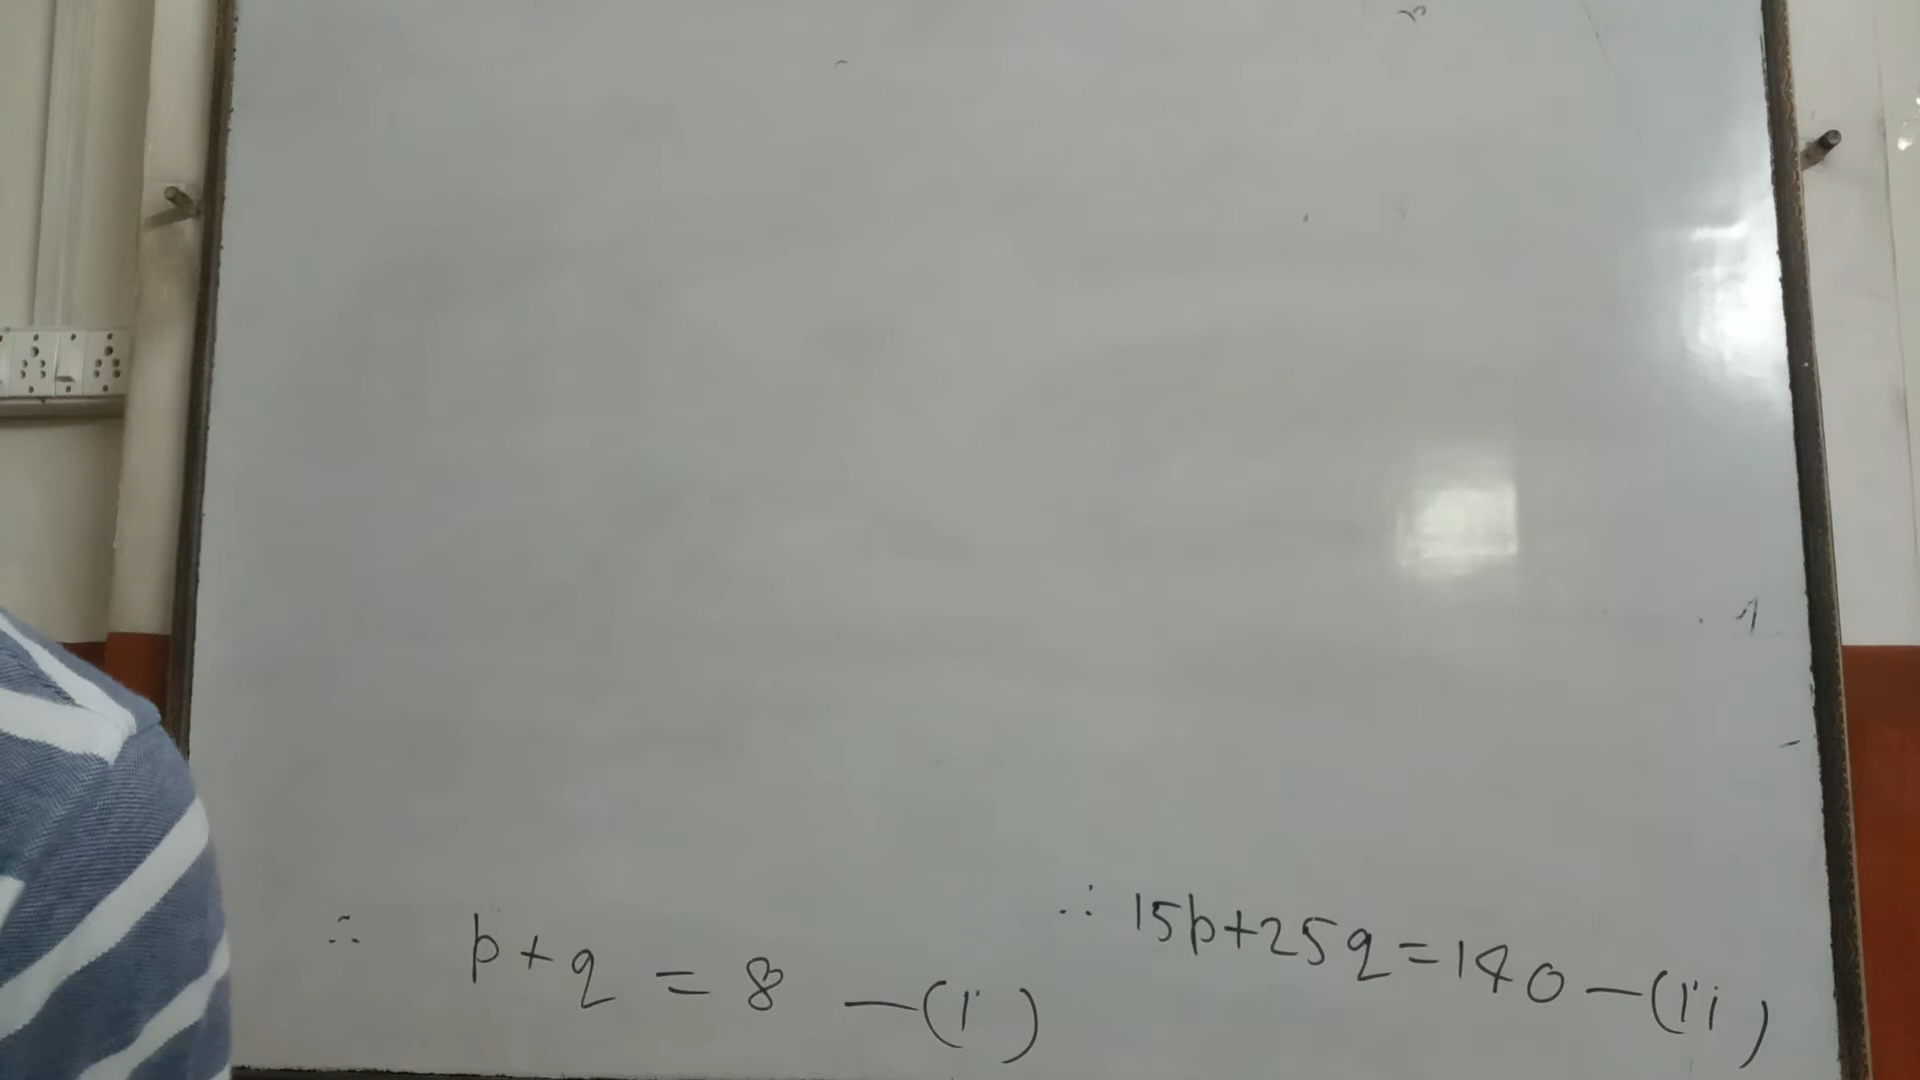 ∴ p + q = 8 —(i)
∴ 15p+25q=140—(ii)